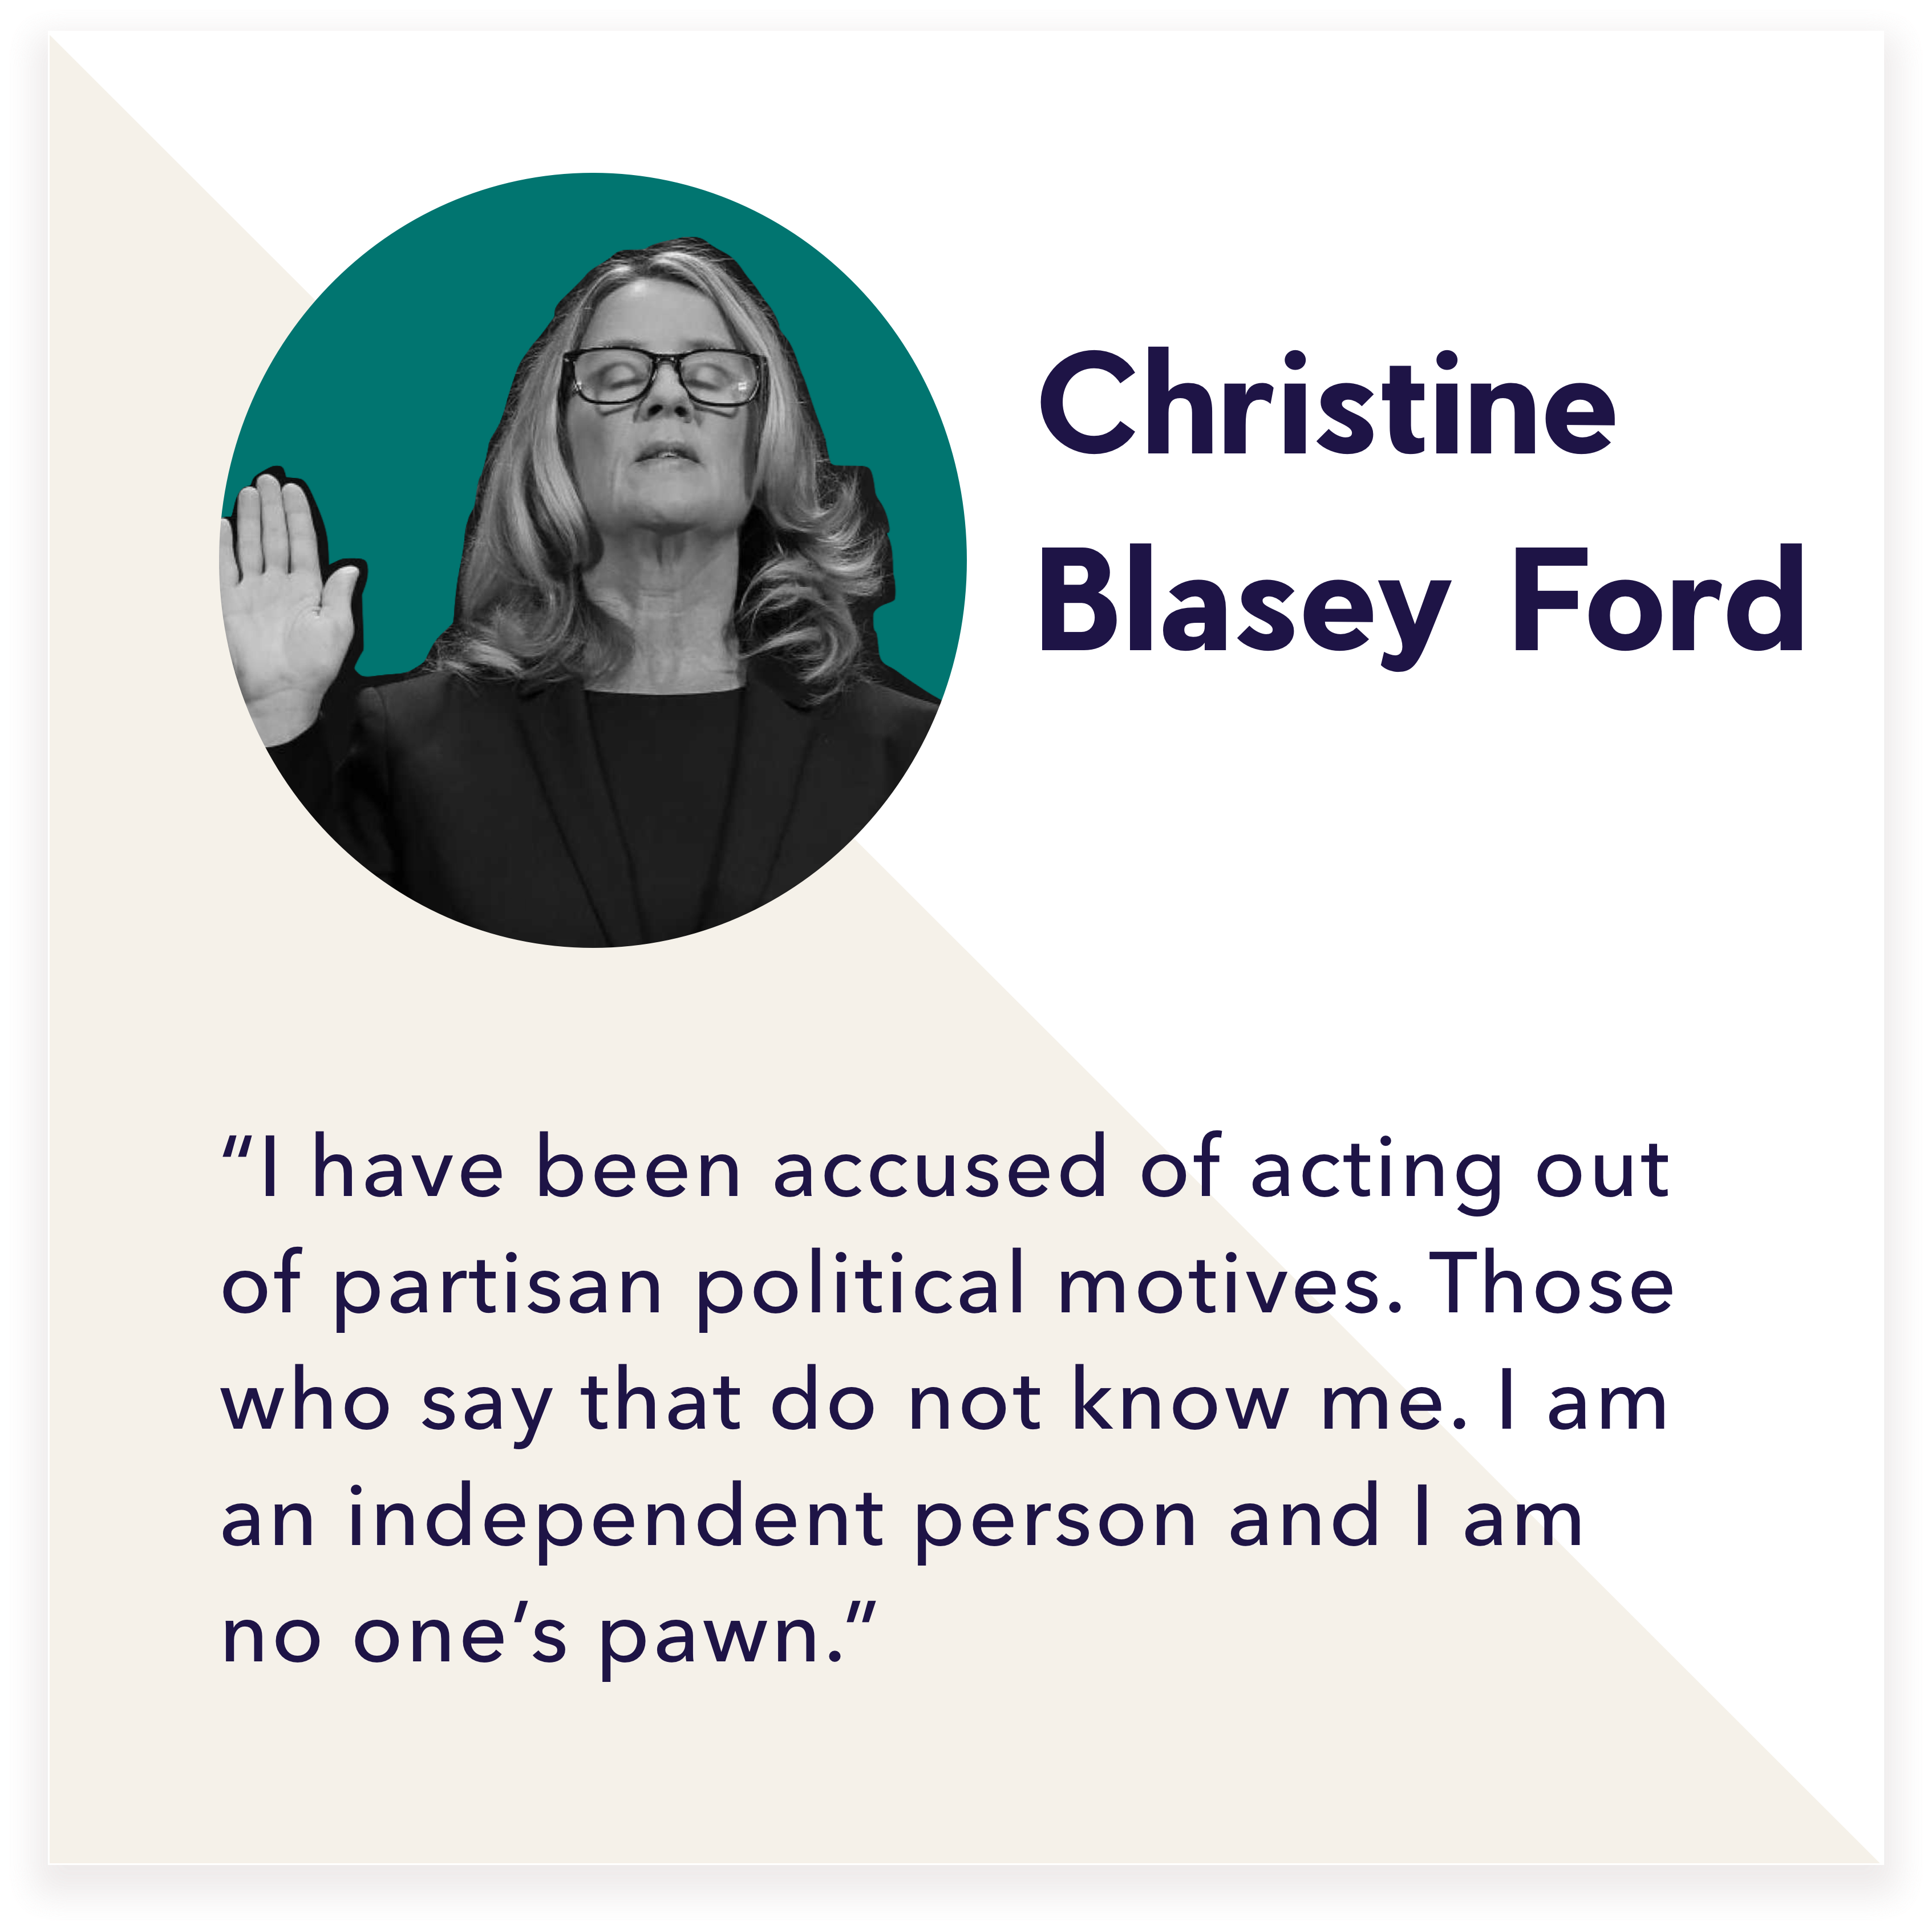 Christine
Blasey Ford
“I have been accused of acting out
of partisan political motives. Those
who say that do not know me. I am
an independent person and I am
no one’s pawn.”